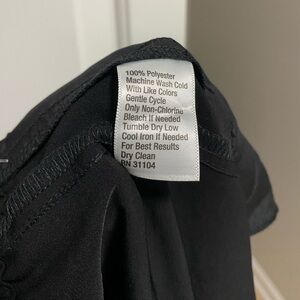 100% Polyester
Machine Wash Cold
With Like Colors
Gentle Cycle
Only Non-Chlorine
Bleach If Needed
Tumble Dry Low
Cool Iron If Needed
For Best Results
Dry Clean
RN 31104